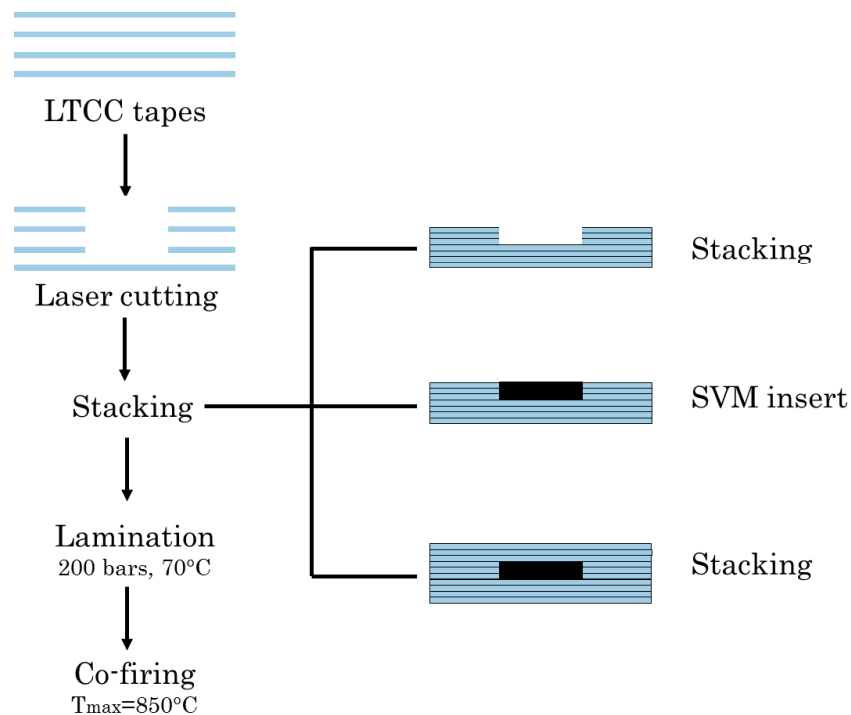 LTCC tapes
Laser cutting
Stacking
Lamination
200 bars, 70°C
Co-firing
Tmax=850°C
Stacking
SVM insert
Stacking